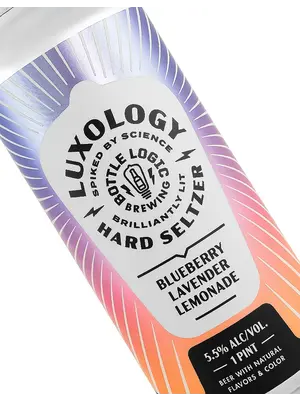 LUXOLOGY
SPIKED BY SCIENCE
BOTTLE LOGIC
BREWING
BRILLIANTLY LIT
HARD SELTZER
BLUEBERRY
LAVENDER
LEMONADE
5.5% ALC/VOL.
1 PINT
BEER WITH NATURAL
FLAVORS & COLOR